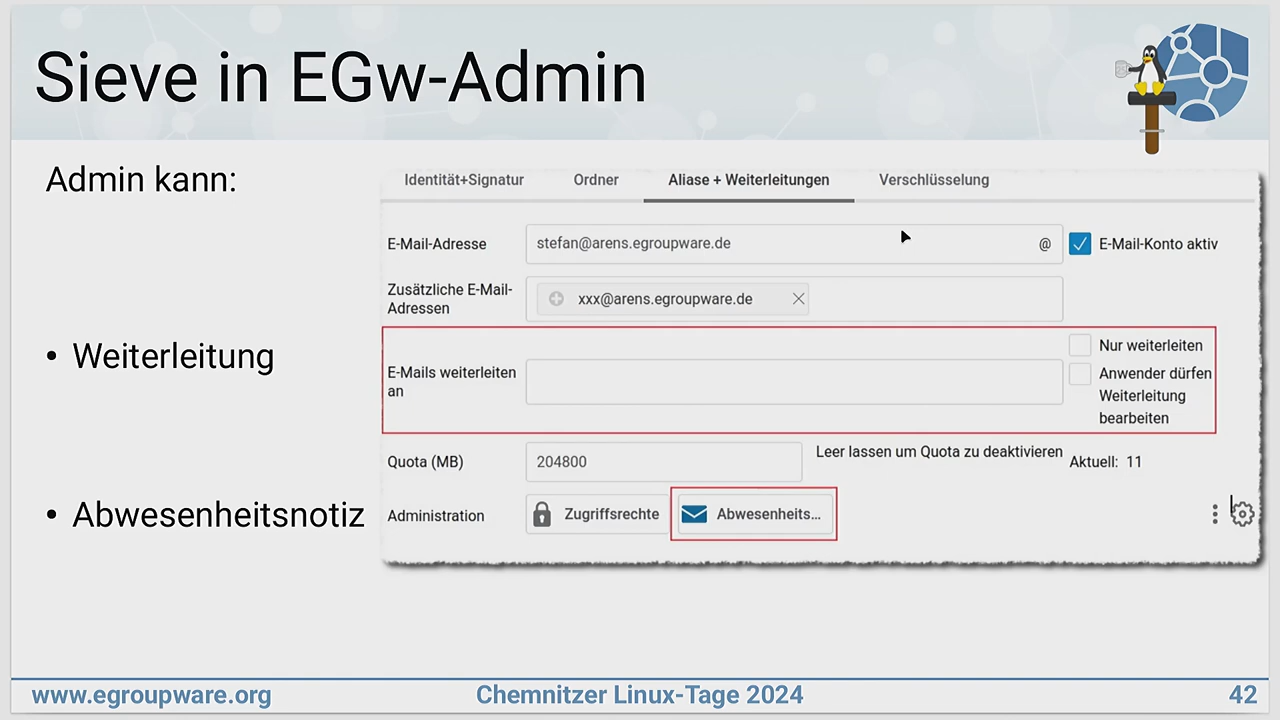 Sieve in EGw-Admin
Admin kann:
• Weiterleitung
• Abwesenheitsnotiz
Identität+Signatur Ordner Aliase + Weiterleitungen Verschlüsselung
E-Mail-Adresse stefan@arens.egroupware.de @ E-Mail-Konto aktiv
Zusätzliche E-Mail-
Adressen
xxx@arens.egroupware.de
E-Mails weiterleiten
an
Nur weiterleiten
Anwender dürfen
Weiterleitung
bearbeiten
Quota (MB) 204800 Leer lassen um Quota zu deaktivieren Aktuell: 11
Administration Zugriffsrechte Abwesenheits...
www.egroupware.org Chemnitzer Linux-Tage 2024 42